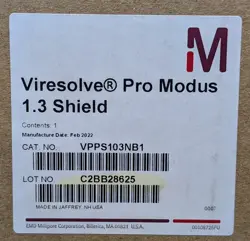 M
Viresolve® Pro Modus
1.3 Shield
Contents: 1
Manufacture Date: Feb 2022
CAT. NO. VPPS103NB1
LOT NO C2BB28625
MADE IN JAFFREY, NH USA
EMD Millipore Corporation, Billerica, MA 01821 U.S.A.